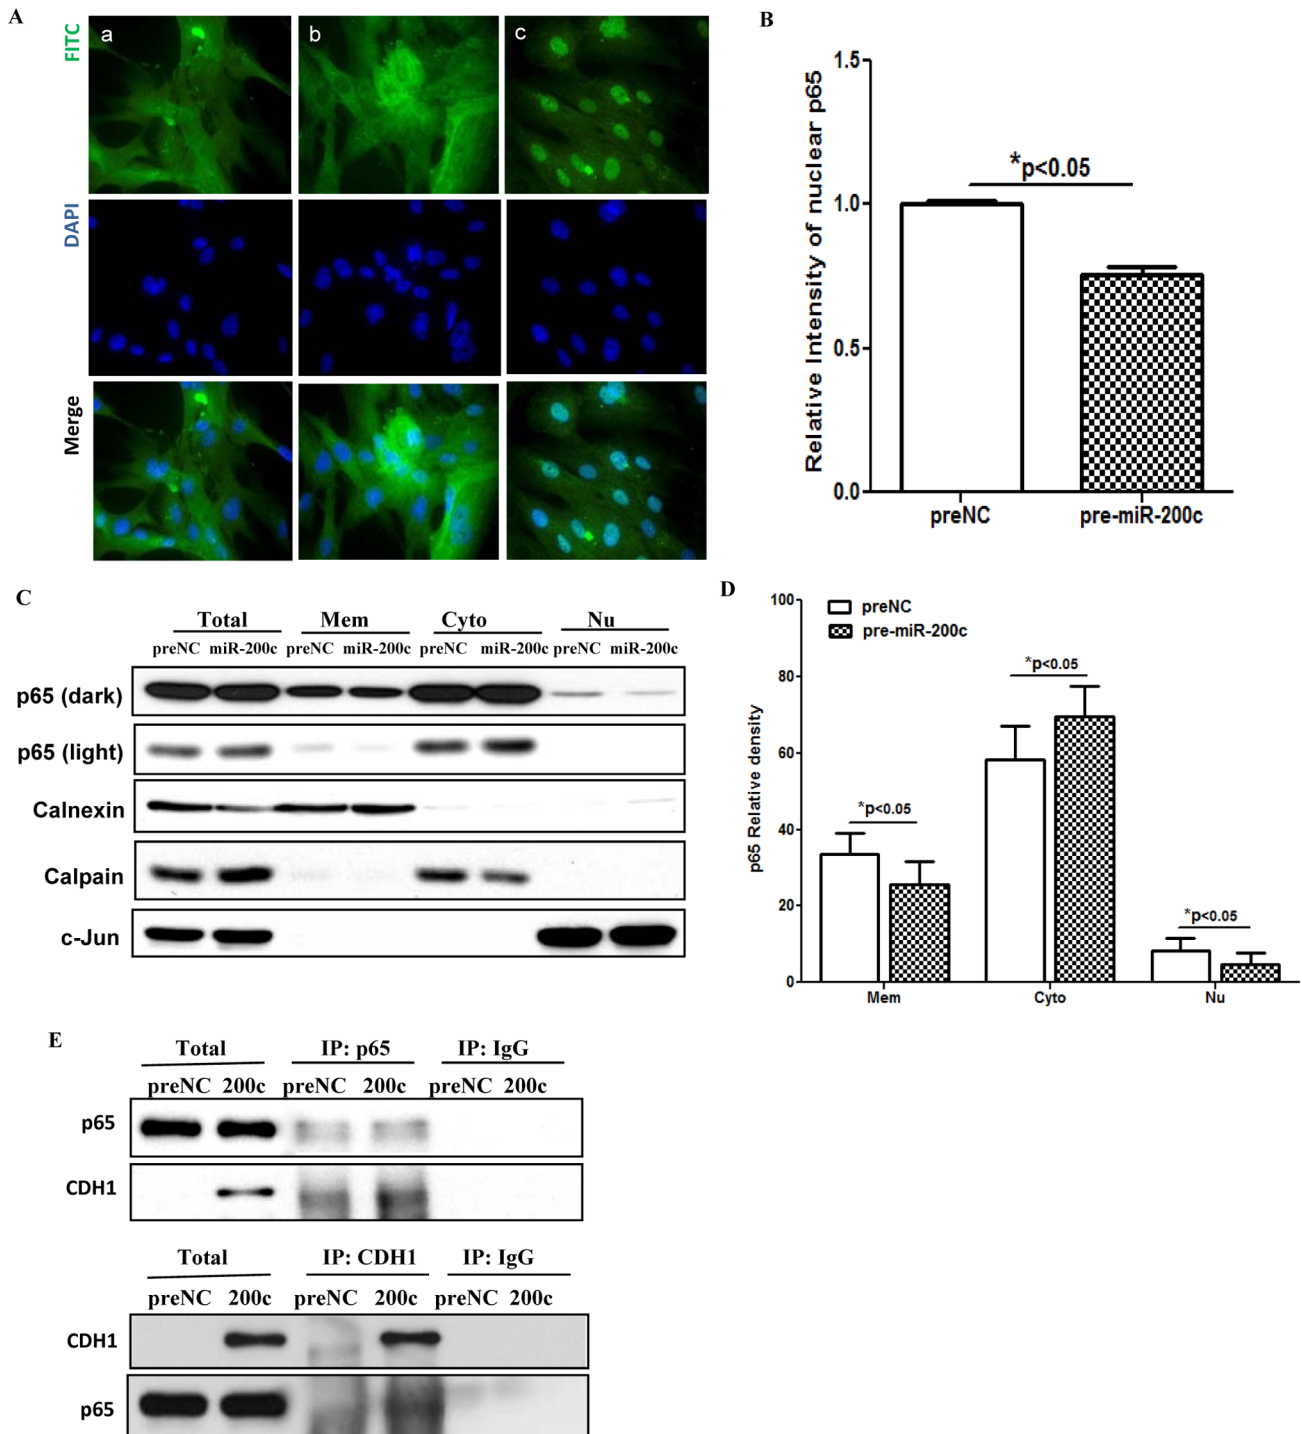 A
FITC
a
b
c
DAPI
Merge
B
Relative Intensity of nuclear p65
1.5
1.0
0.5
0.0
*p<0.05
preNC
pre-miR-200c
C
Total Mem Cyto Nu
preNC miR-200c preNC miR-200c preNC miR-200c preNC miR-200c
p65 (dark)
p65 (light)
Calnexin
Calpain
c-Jun
D
p65 Relative density
100
80
60
40
20
0
preNC
pre-miR-200c
*p<0.05
*p<0.05
*p<0.05
Mem Cyto Nu
E
Total IP: p65 IP: IgG
preNC 200c preNC 200c preNC 200c
p65
CDH1
Total IP: CDH1 IP: IgG
preNC 200c preNC 200c preNC 200c
CDH1
p65